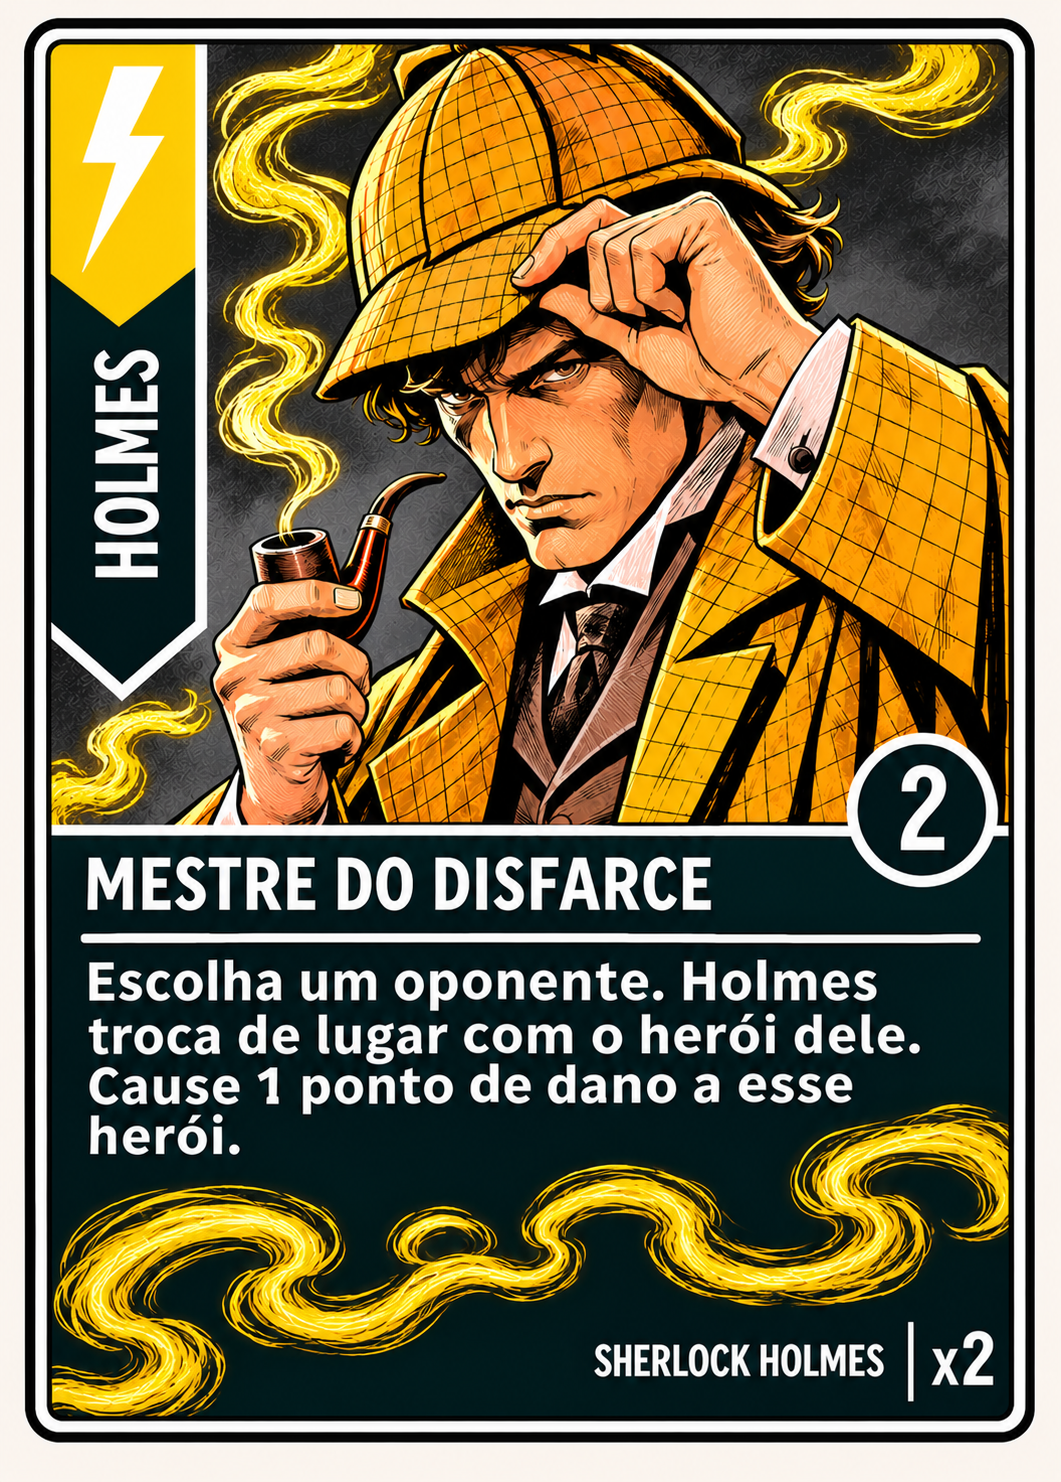 HOLMES
2
MESTRE DO DISFARCE
Escolha um oponente. Holmes
troca de lugar com o herói dele.
Cause 1 ponto de dano a esse
herói.
SHERLOCK HOLMES | x2